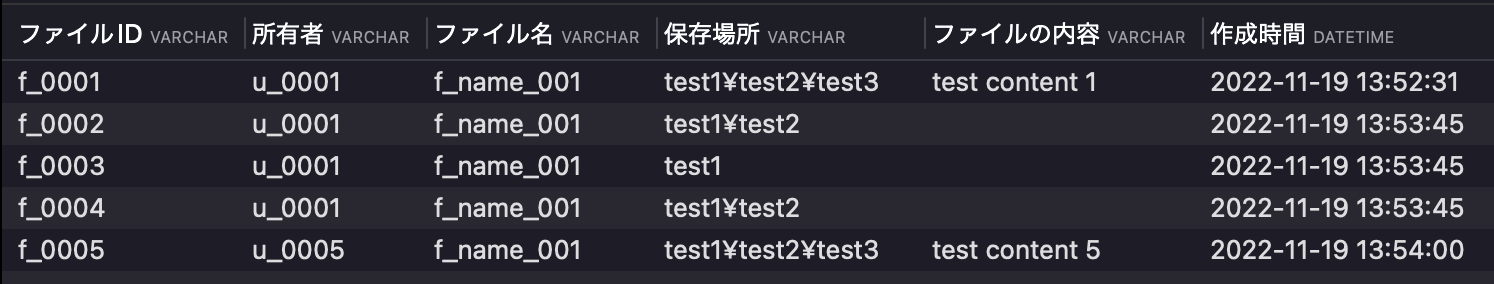 ファイルID VARCHAR 所有者 VARCHAR ファイル名 VARCHAR 保存場所 VARCHAR ファイルの内容 VARCHAR 作成時間 DATETIME
f_0001 u_0001 f_name_001 test1¥test2¥test3 test content 1 2022-11-19 13:52:31
f_0002 u_0001 f_name_001 test1¥test2 2022-11-19 13:53:45
f_0003 u_0001 f_name_001 test1 2022-11-19 13:53:45
f_0004 u_0001 f_name_001 test1¥test2 2022-11-19 13:53:45
f_0005 u_0005 f_name_001 test1¥test2¥test3 test content 5 2022-11-19 13:54:00